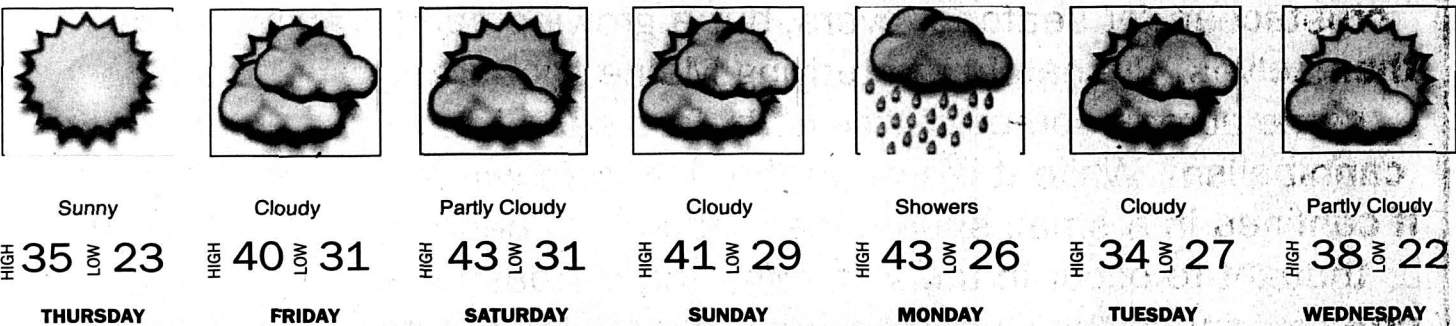 Sunny Cloudy Partly Cloudy Cloudy Showers Cloudy Partly Cloudy
HIGH 35 LOW 23 HIGH 40 LOW 31 HIGH 43 LOW 31 HIGH 41 LOW 29 HIGH 43 LOW 26 HIGH 34 LOW 27 HIGH 38 LOW 22
THURSDAY FRIDAY SATURDAY SUNDAY MONDAY TUESDAY WEDNESDAY